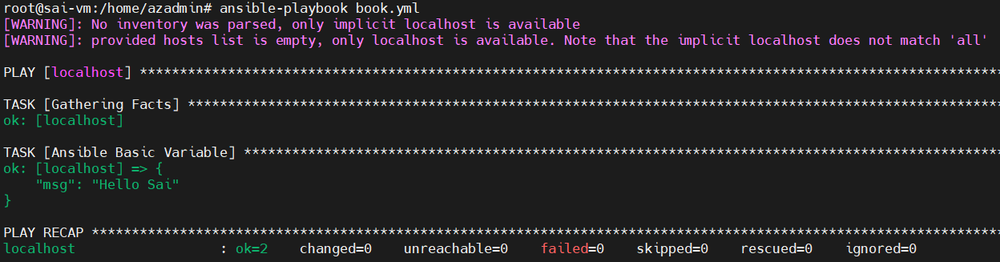 root@sai-vm:/home/azadmin# ansible-playbook book.yml
[WARNING]: No inventory was parsed, only implicit localhost is available
[WARNING]: provided hosts list is empty, only localhost is available. Note that the implicit localhost does not match 'all'
PLAY [localhost] ************************************************************************************************************
TASK [Gathering Facts] ******************************************************************************************************
ok: [localhost]
TASK [Ansible Basic Variable] ***********************************************************************************************
ok: [localhost] => {
    "msg": "Hello Sai"
}
PLAY RECAP ******************************************************************************************************************
localhost                  : ok=2    changed=0    unreachable=0    failed=0    skipped=0    rescued=0    ignored=0